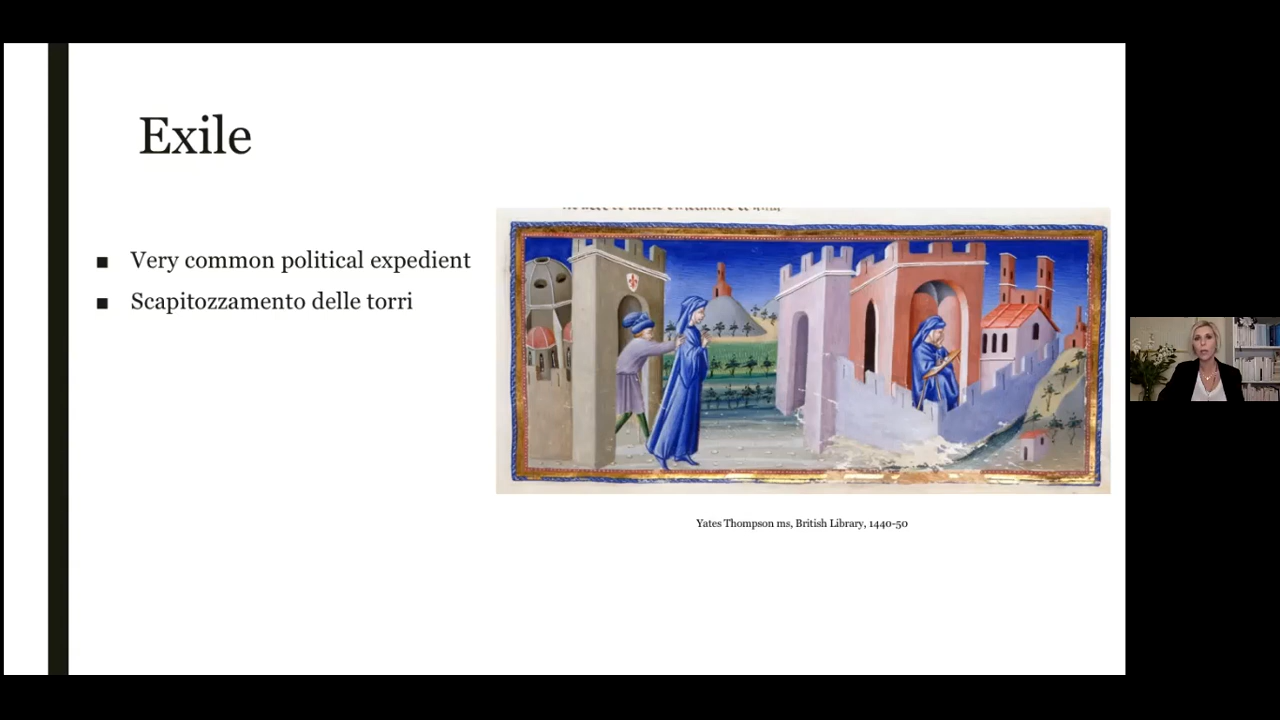 Exile
■ Very common political expedient
■ Scapitozzamento delle torri
Yates Thompson ms, British Library, 1440-50